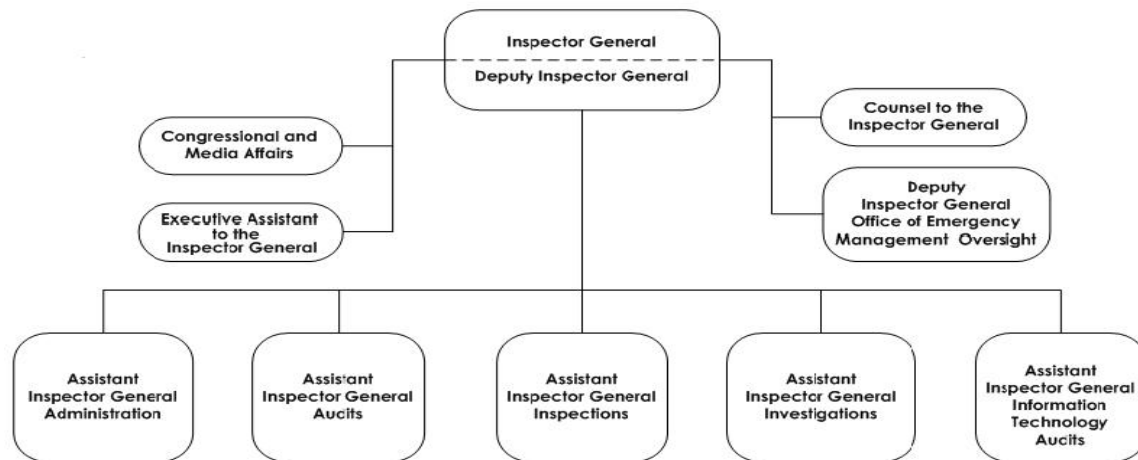 Inspector General
Deputy Inspector General
Congressional and
Media Affairs
Counsel to the
Inspector General
Executive Assistant
to the
Inspector General
Deputy
Inspector General
Office of Emergency
Management Oversight
Assistant
Inspector General
Administration
Assistant
Inspector General
Audits
Assistant
Inspector General
Inspections
Assistant
Inspector General
Investigations
Assistant
Inspector General
Information
Technology
Audits